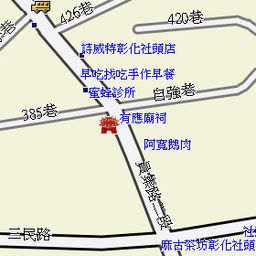 426巷
420巷
詩威特彰化社頭店
早吃找吃手作早餐
蜜蜂診所
自強巷
385巷
有應廟祠
阿寬鵝肉
員集路一段
三民路
社
麻古茶坊彰化社頭